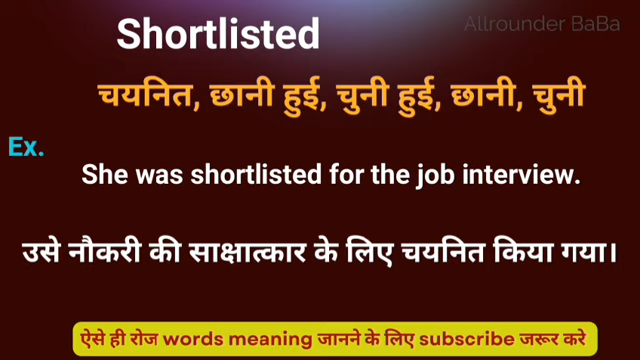 Allrounder BaBa
Shortlisted
चयनित, छानी हुई, चुनी हुई, छानी, चुनी
Ex.
She was shortlisted for the job interview.
उसे नौकरी की साक्षात्कार के लिए चयनित किया गया।
ऐसे ही रोज words meaning जानने के लिए subscribe जरूर करे